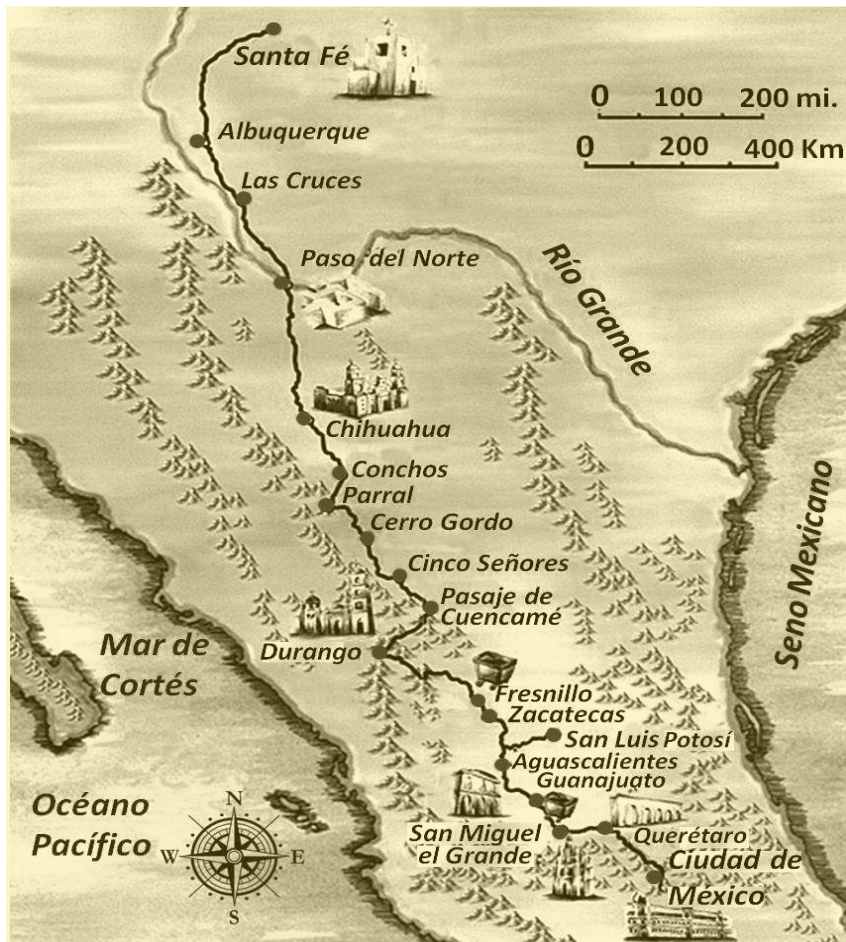 Santa Fé
0 100 200 mi.
Albuquerque
0 200 400 Km
Las Cruces
Paso del Norte
Río Grande
Chihuahua
Conchos
Parral
Cerro Gordo
Cinco Señores
Pasaje de
Cuencamé
Seno Mexicano
Mar de
Cortés
Durango
Fresnillo
Zacatecas
San Luis Potosí
Aguascalientes
Guanajuato
Océano
Pacífico
N
W E
S
San Miguel
el Grande
Querétaro
Ciudad de
México